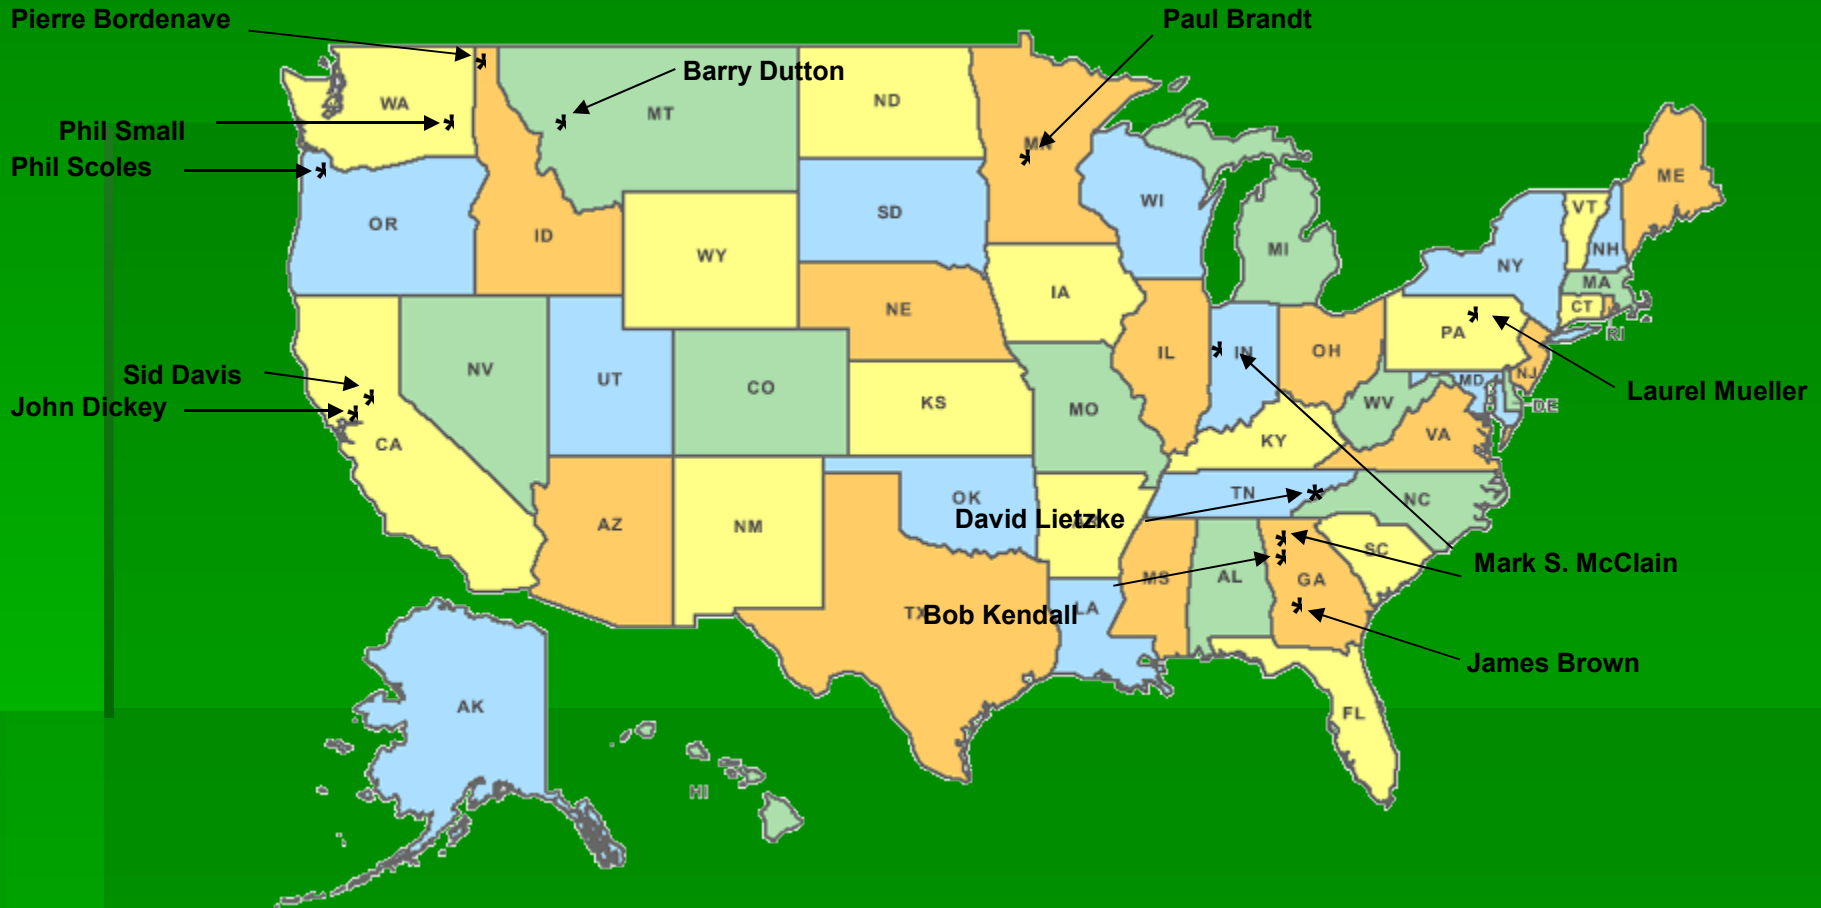 Pierre Bordenave
Paul Brandt
Barry Dutton
Phil Small
Phil Scoles
WA
MT
ND
MN
OR
ID
WY
SD
WI
MI
ME
VT
NH
NY
MA
CT
RI
NE
IA
PA
NJ
Sid Davis
John Dickey
NV
UT
CO
KS
MO
IL
IN
OH
WV
MD
DE
VA
Laurel Mueller
CA
KY
AZ
NM
OK
TN
NC
David Lietzke
SC
MS
AL
GA
Mark S. McClain
TX
Bob Kendall
LA
James Brown
AK
HI
FL